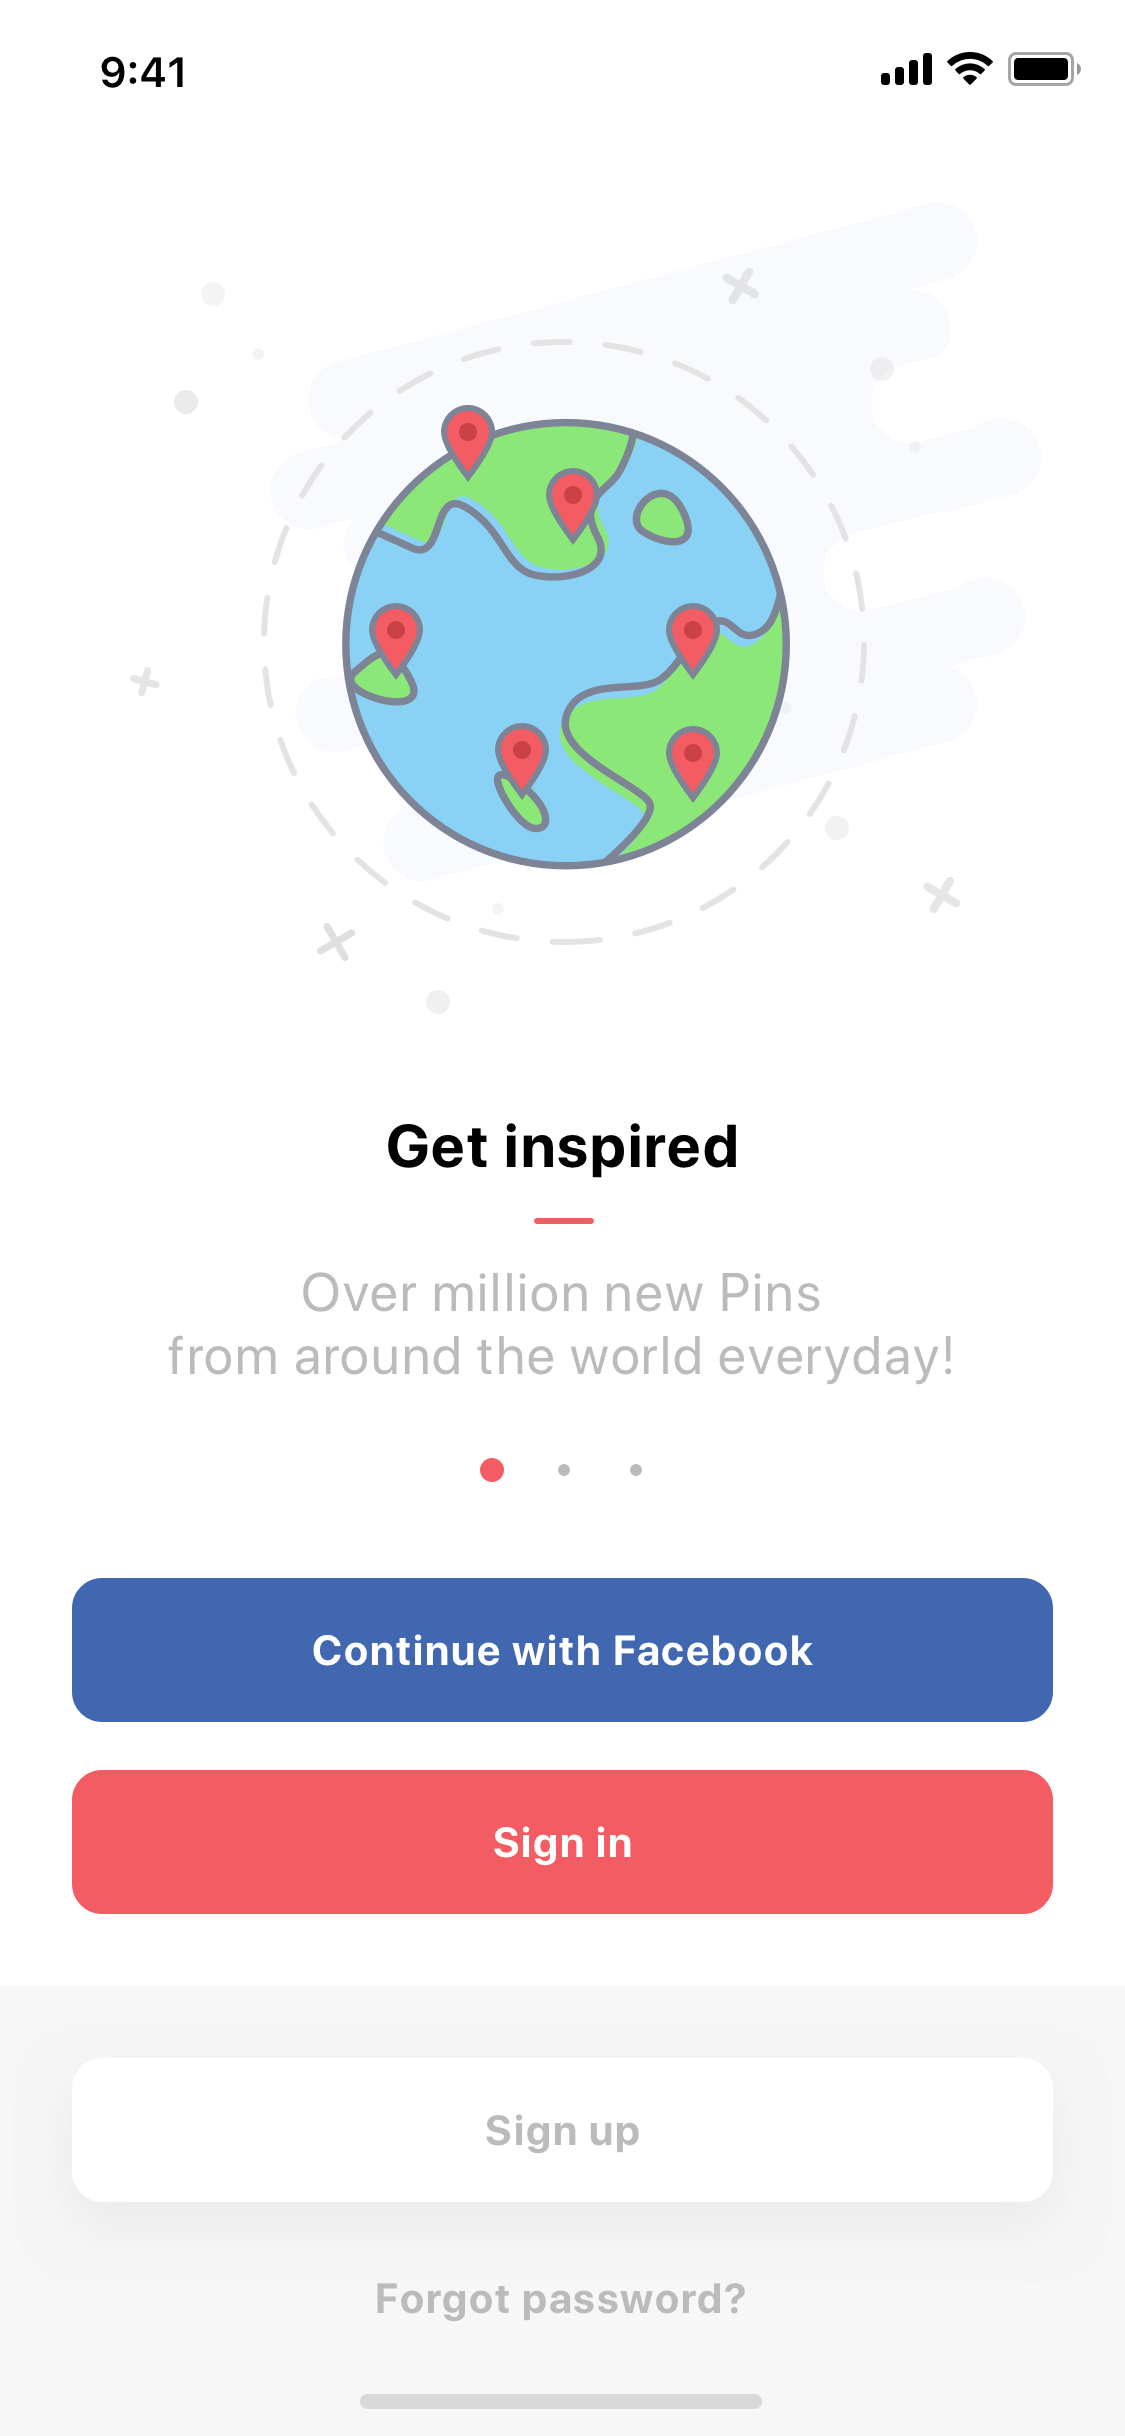 9:41
Get inspired
Over million new Pins
from around the world everyday!
Continue with Facebook
Sign in
Sign up
Forgot password?